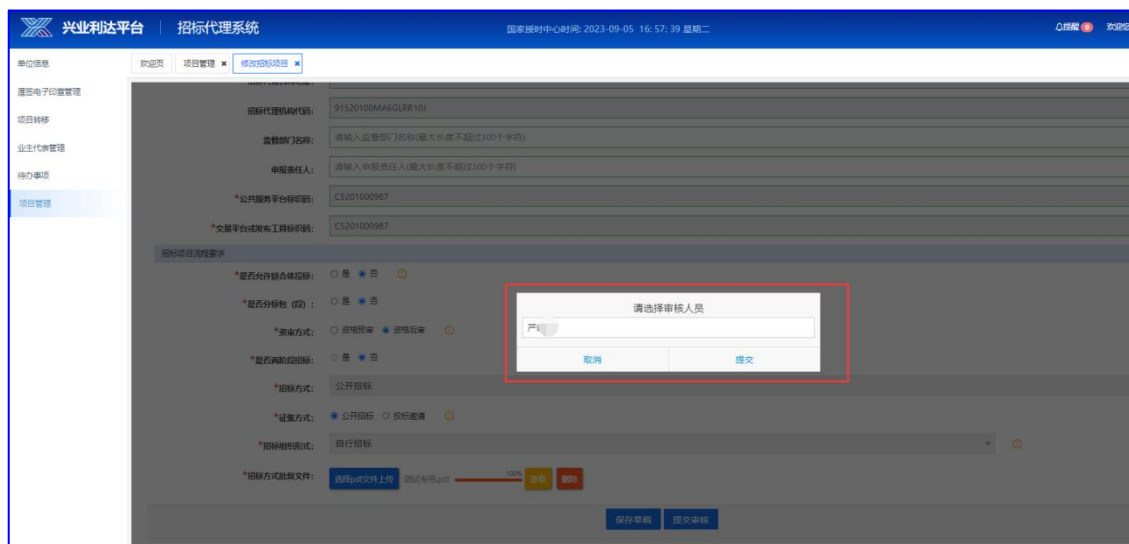 兴业利达平台
招标代理系统
国家授时中心时间: 2023-09-05 16:57:39 星期二
提醒 0
单位信息
欢迎页
项目管理 ×
修改招标项目 ×
项目转移
业主代表管理
待办事项
项目管理
招标代理机构代码:
91520100MA6GLRR10J
监督部门名称:
请输入监督部门名称(最大长度不超过100个字符)
申报责任人:
请输入申报责任人(最大长度不超过100个字符)
*公共服务平台标识码:
C5201000987
*交易平台或发布工具标识码:
C5201000987
招标项目流程要求
*是否允许联合体投标:
是 否
*是否分标包（段）:
是 否
*资审方式:
资格预审 资格后审
*是否两阶段招标:
是 否
*招标方式:
公开招标
*征集方式:
公开招标 投标邀请
*招标组织形式:
自行招标
*招标方式批复文件:
选择pdf文件上传
测试专用.pdf
100%
删除
请选择审核人员
严
取消
提交
保存草稿
提交审核